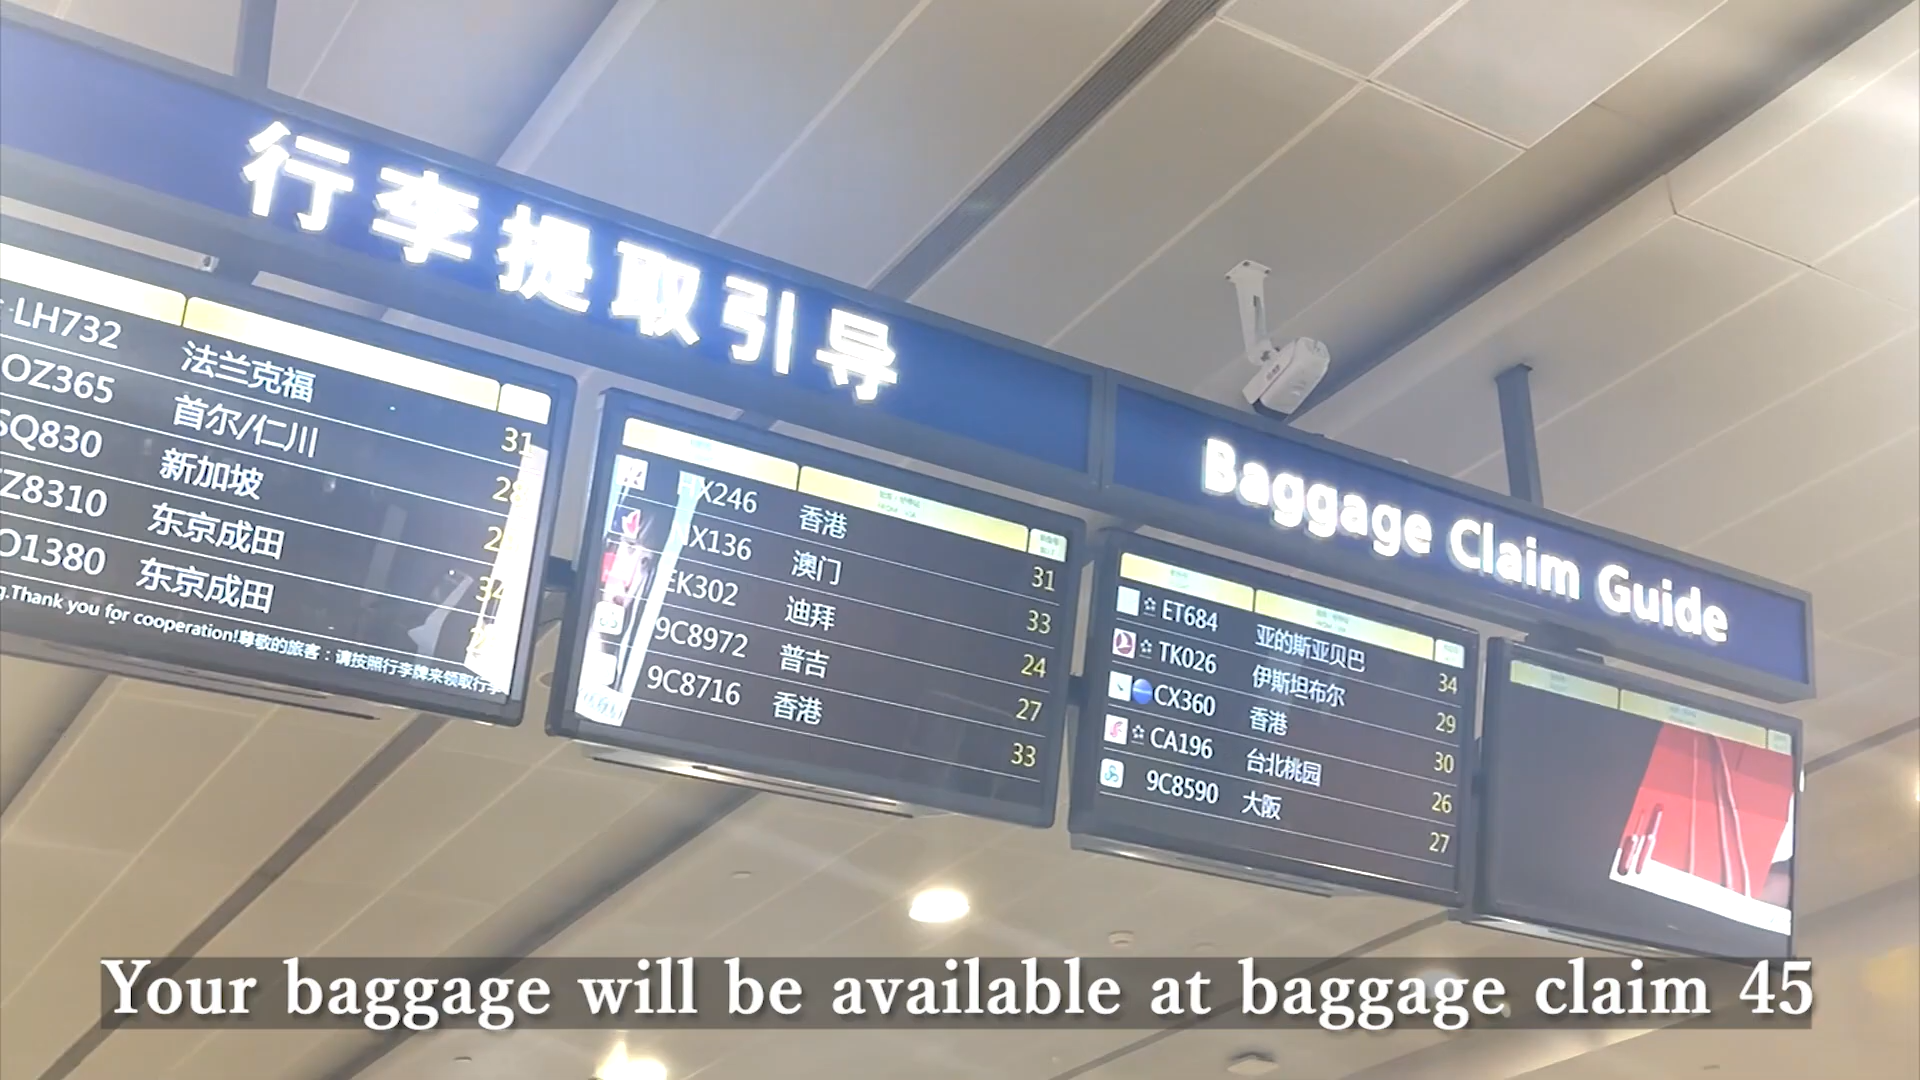 行李提取引导
Baggage Claim Guide
LH732 法兰克福 31
OZ365 首尔/仁川
SQ830 新加坡
Z8310 东京成田
O1380 东京成田
g.Thank you for cooperation!尊敬的旅客：请按照行李牌来领取行李
HX246 香港 31
NX136 澳门 33
EK302 迪拜 24
9C8972 普吉 27
9C8716 香港 33
ET684 亚的斯亚贝巴 34
TK026 伊斯坦布尔 29
CX360 香港 30
CA196 台北桃园 26
9C8590 大阪 27
Your baggage will be available at baggage claim 45